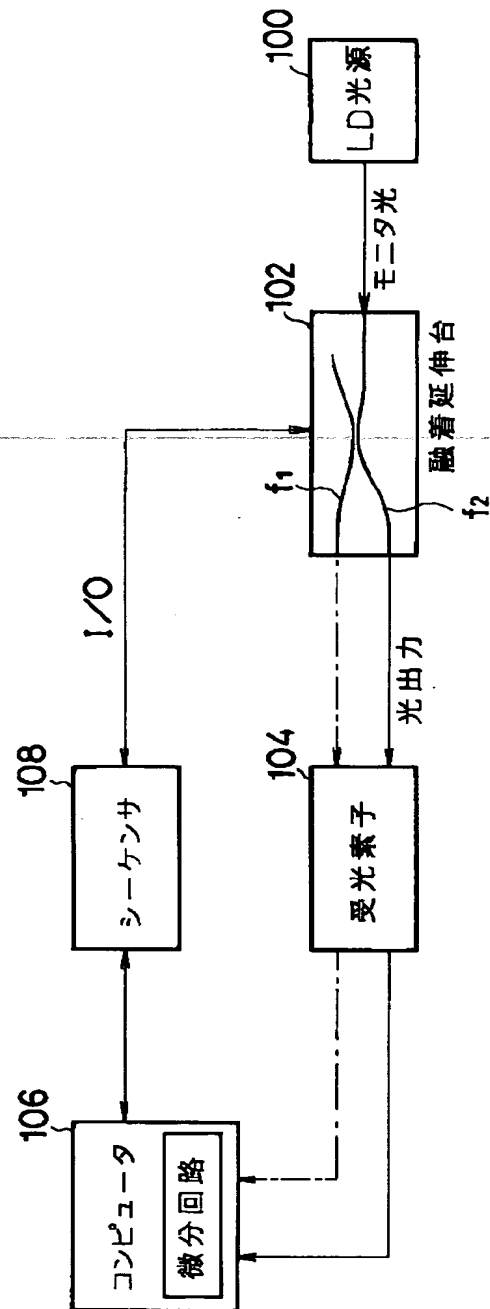 106
コンピュータ
微分回路
108
シーケンサ
I/O
104
受光素子
光出力
102
f1
f2
融着延伸台
モニタ光
100
LD光源